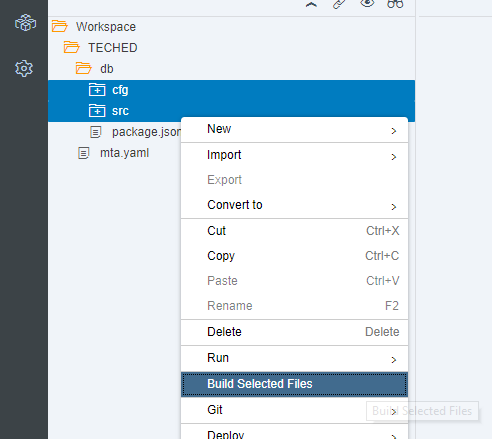 Workspace
TECHED
db
cfg
src
package.json
mta.yaml
New
Import
Export
Convert to
Cut Ctrl+X
Copy Ctrl+C
Paste Ctrl+V
Rename F2
Delete Delete
Run
Build Selected Files
Git
Build Selected Files
Deploy